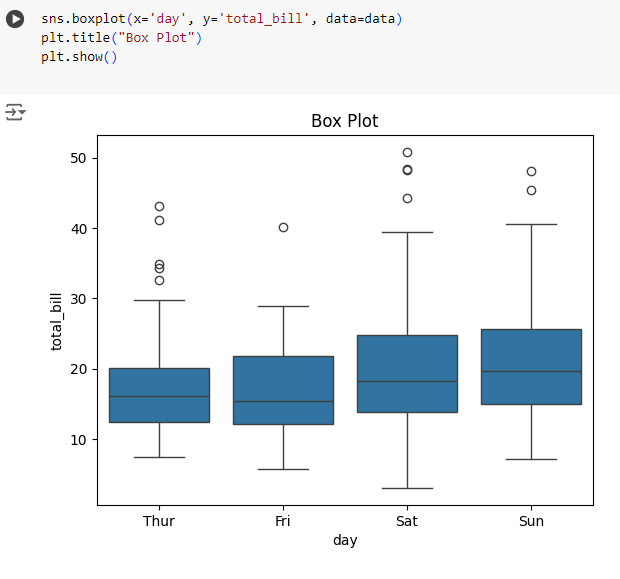 sns.boxplot(x='day', y='total_bill', data=data)
plt.title("Box Plot")
plt.show()
Box Plot
50
40
30
20
10
total_bill
Thur Fri Sat Sun
day